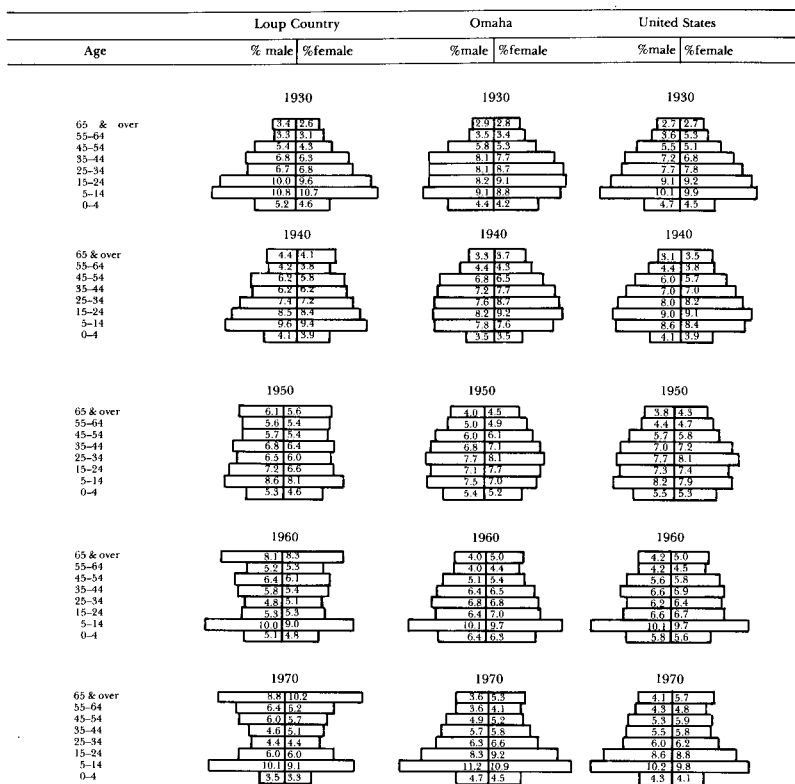 Loup Country Omaha United States
Age % male %female %male %female %male %female
1930 1930 1930
65 & over 3.4 2.6 2.9 2.8 2.7 2.7
55–64 3.3 3.1 3.5 3.4 3.6 5.3
45–54 5.4 4.3 5.8 5.3 5.5 5.1
35–44 6.8 6.3 8.1 7.7 7.2 6.8
25–34 6.7 6.8 8.1 8.7 7.7 7.8
15–24 10.0 9.6 8.2 9.1 9.1 9.2
5–14 10.8 10.7 9.1 8.8 10.1 9.9
0–4 5.2 4.6 4.4 4.2 4.7 4.5
1940 1940 1940
65 & over 4.4 4.1 3.3 3.7 3.1 3.5
55–64 4.2 3.8 4.4 4.3 4.4 3.8
45–54 6.2 5.8 6.8 6.5 6.0 5.7
35–44 6.2 6.2 7.2 7.7 7.0 7.0
25–34 7.4 7.2 7.6 8.7 8.0 8.2
15–24 8.5 8.4 8.2 9.2 9.0 9.1
5–14 9.6 9.4 7.8 7.6 8.6 8.4
0–4 4.1 3.9 3.5 3.5 4.1 3.9
1950 1950 1950
65 & over 6.1 5.6 4.0 4.5 3.8 4.3
55–64 5.6 5.4 5.0 4.9 4.4 4.7
45–54 5.7 5.4 6.0 6.1 5.7 5.8
35–44 6.8 6.4 6.8 7.1 7.0 7.2
25–34 6.5 6.0 7.7 8.1 7.7 8.1
15–24 7.2 6.6 7.1 7.7 7.3 7.4
5–14 8.6 8.1 7.5 7.0 8.2 7.9
0–4 5.3 4.6 5.4 5.2 5.5 5.3
1960 1960 1960
65 & over 8.1 8.3 4.0 5.0 4.2 5.0
55–64 5.2 5.3 4.0 4.4 4.2 4.5
45–54 6.4 6.1 5.1 5.4 5.6 5.8
35–44 5.8 5.4 6.4 6.5 6.6 6.9
25–34 4.8 5.1 6.8 6.8 6.2 6.4
15–24 5.3 5.3 6.4 7.0 6.6 6.7
5–14 10.0 9.0 10.1 9.7 10.1 9.7
0–4 5.1 4.8 6.4 6.3 5.8 5.6
1970 1970 1970
65 & over 8.8 10.2 3.6 5.3 4.1 5.7
55–64 6.4 6.2 3.6 4.1 4.3 4.8
45–54 6.0 5.7 4.9 5.2 5.3 5.9
35–44 4.6 5.1 5.7 5.8 5.5 5.8
25–34 4.4 4.4 6.3 6.6 6.0 6.2
15–24 6.0 6.0 8.3 9.2 8.6 8.8
5–14 10.1 9.1 11.2 10.9 10.2 9.8
0–4 3.5 3.3 4.7 4.5 4.3 4.1